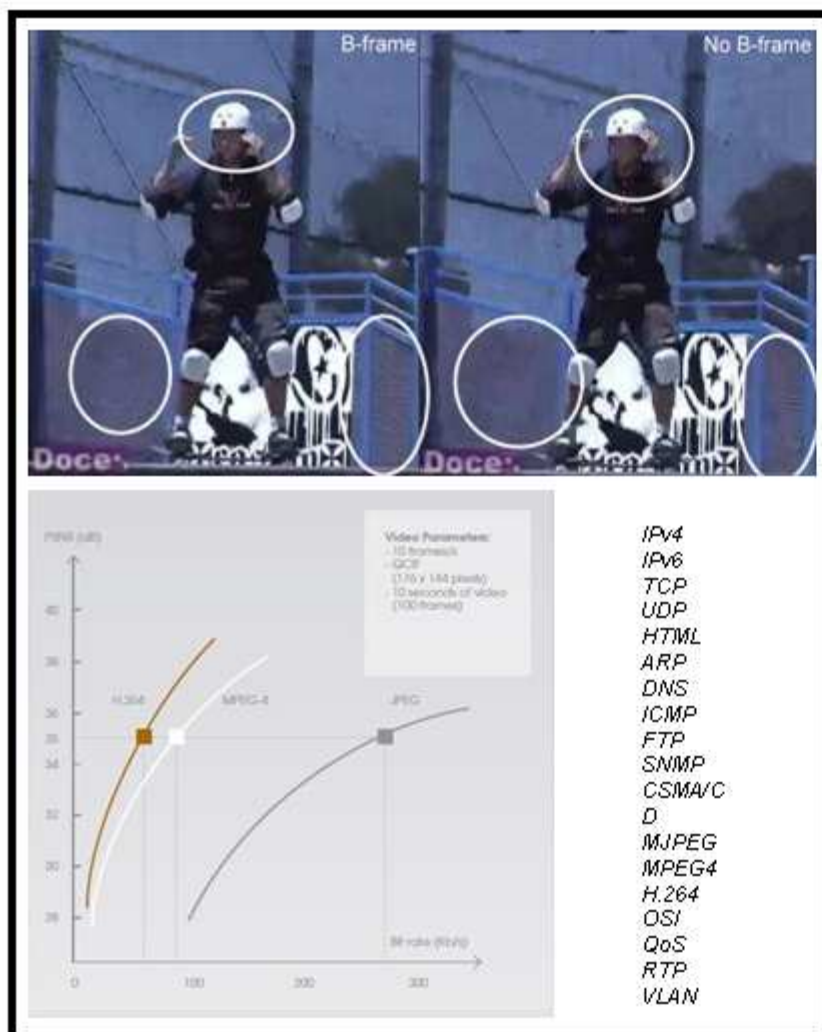 B-frame
No B-frame
Doce·.
Doce·.
PSNR (dB)
Video Parameters:
- 10 frames/s
- QCIF
(176 x 144 pixels)
- 10 seconds of video
(100 frames)
40
38
36
35
34
32
30
28
H.264
MPEG-4
JPEG
Bit rate (Kbit/s)
0
100
200
300
IPv4
IPv6
TCP
UDP
HTML
ARP
DNS
ICMP
FTP
SNMP
CSMA/C
D
MJPEG
MPEG4
H.264
OSI
QoS
RTP
VLAN